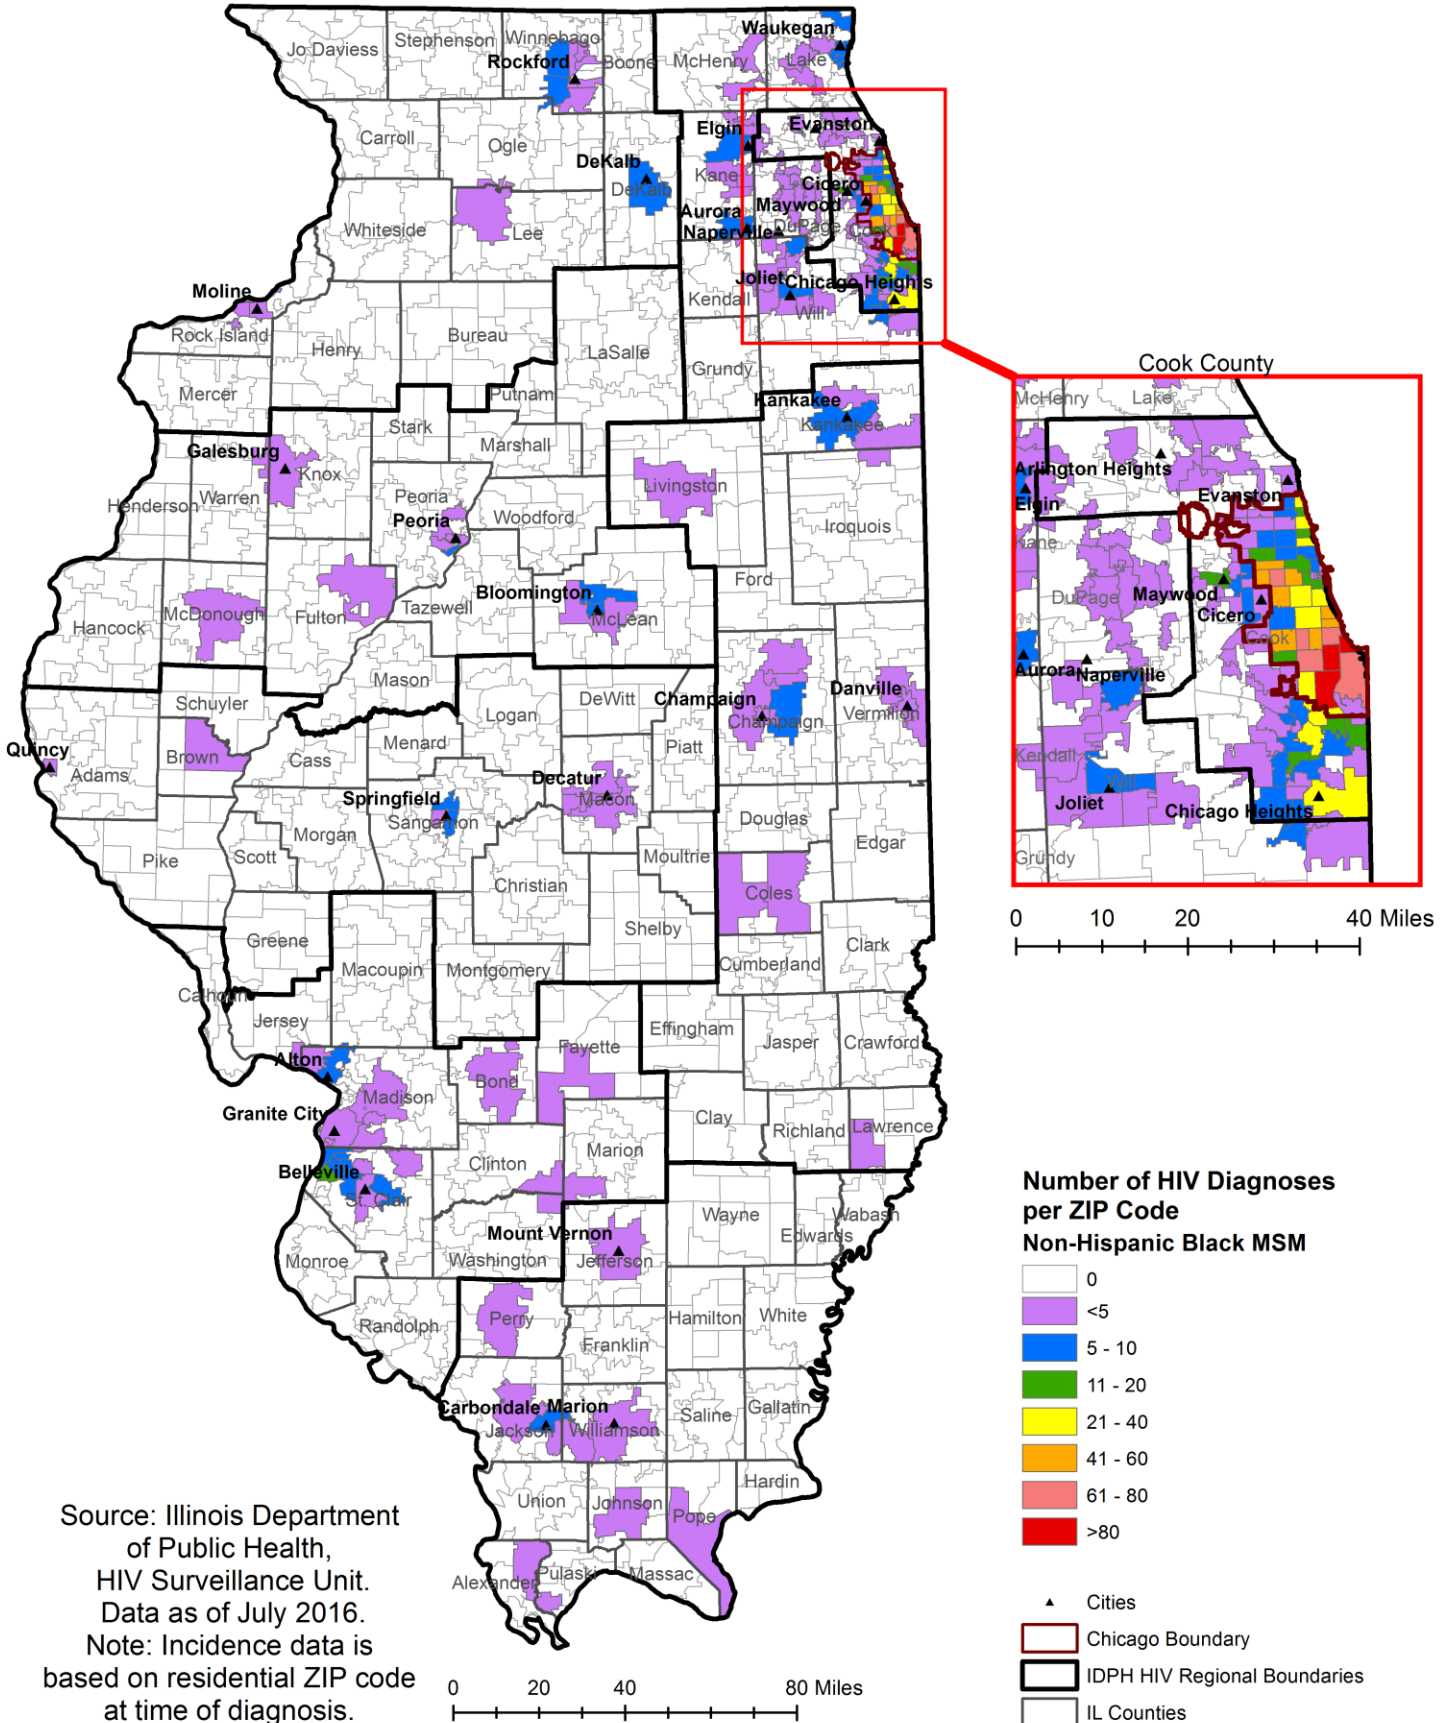 Waukegan
Jo Daviess
Stephenson
Winnebago
Rockford
Boone
McHenry
Lake
Carroll
Ogle
Elgin
Evanston
DeKalb
DeKalb
Kane
Cicero
Maywood
Whiteside
Lee
Aurora
Naperville
DuPage
Cook
Moline
Joliet
Chicago Heights
Kendall
Will
Rock Island
Henry
Bureau
LaSalle
Grundy
Mercer
Putnam
Kankakee
Kankakee
Stark
Marshall
Galesburg
Knox
Henderson
Warren
Peoria
Peoria
Woodford
Livingston
Iroquois
Ford
Bloomington
McLean
Hancock
McDonough
Fulton
Tazewell
Mason
Schuyler
Logan
DeWitt
Champaign
Champaign
Danville
Vermilion
Quincy
Adams
Brown
Cass
Menard
Piatt
Decatur
Macon
Springfield
Sangamon
Douglas
Edgar
Pike
Scott
Morgan
Christian
Moultrie
Coles
Shelby
Greene
Macoupin
Montgomery
Cumberland
Clark
Calhoun
Jersey
Effingham
Jasper
Crawford
Fayette
Alton
Bond
Madison
Granite City
Clay
Richland
Lawrence
Marion
Clinton
Belleville
St. Clair
Wayne
Edwards
Wabash
Mount Vernon
Jefferson
Washington
Monroe
Randolph
Perry
Hamilton
White
Franklin
Carbondale
Marion
Jackson
Williamson
Saline
Gallatin
Hardin
Union
Johnson
Pope
Alexander
Pulaski
Massac
Cook County
McHenry
Lake
Arlington Heights
Elgin
Evanston
Kane
DuPage
Maywood
Cicero
Cook
Aurora
Naperville
Kendall
Will
Joliet
Chicago Heights
Grundy
0 10 20 40 Miles
Number of HIV Diagnoses
per ZIP Code
Non-Hispanic Black MSM
0
<5
5 - 10
11 - 20
21 - 40
41 - 60
61 - 80
>80
Cities
Chicago Boundary
IDPH HIV Regional Boundaries
IL Counties
Source: Illinois Department
of Public Health,
HIV Surveillance Unit.
Data as of July 2016.
Note: Incidence data is
based on residential ZIP code
at time of diagnosis.
0 20 40 80 Miles